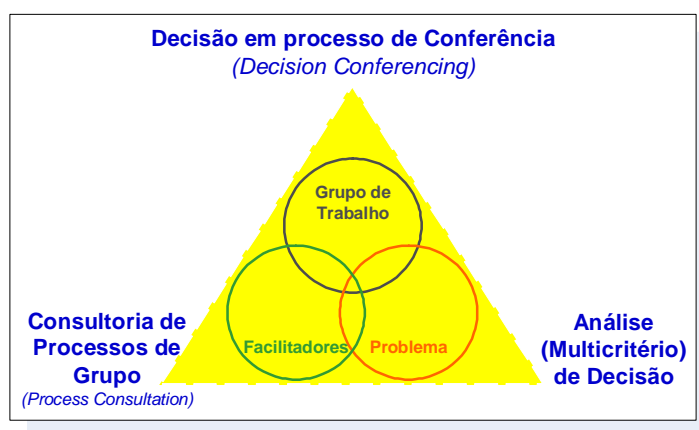 Decisão em processo de Conferência
(Decision Conferencing)
Grupo de
Trabalho
Facilitadores
Problema
Consultoria de
Processos de
Grupo
(Process Consultation)
Análise
(Multicritério)
de Decisão